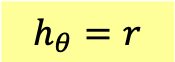 h_θ = r